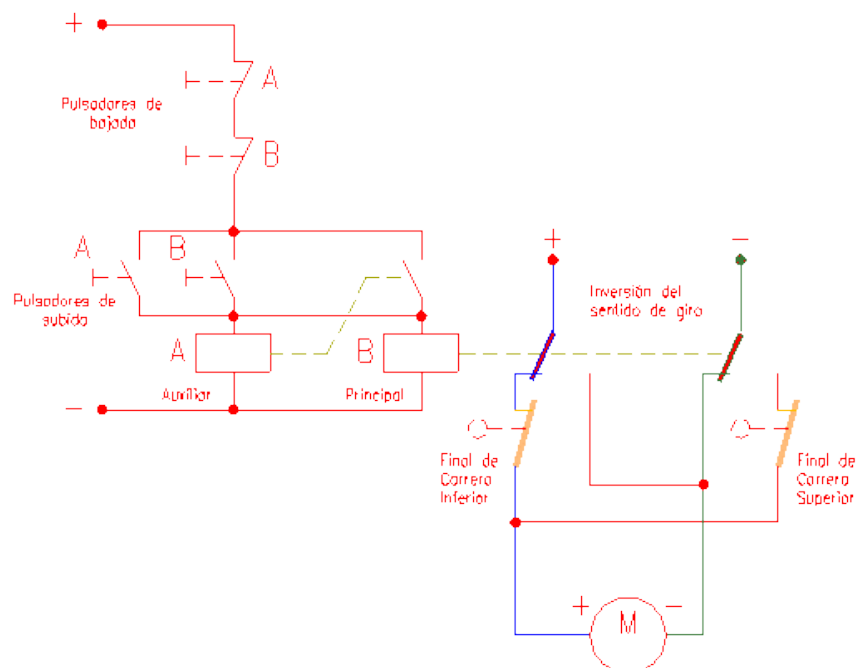 +
A
Pulsadores de
bajada
B
A
B
Pulsadores de
subida
A
B
Auxiliar
Principal
−
+
−
Inversión del
sentido de giro
Final de
Carrera
Inferior
Final de
Carrera
Superior
+
M
−